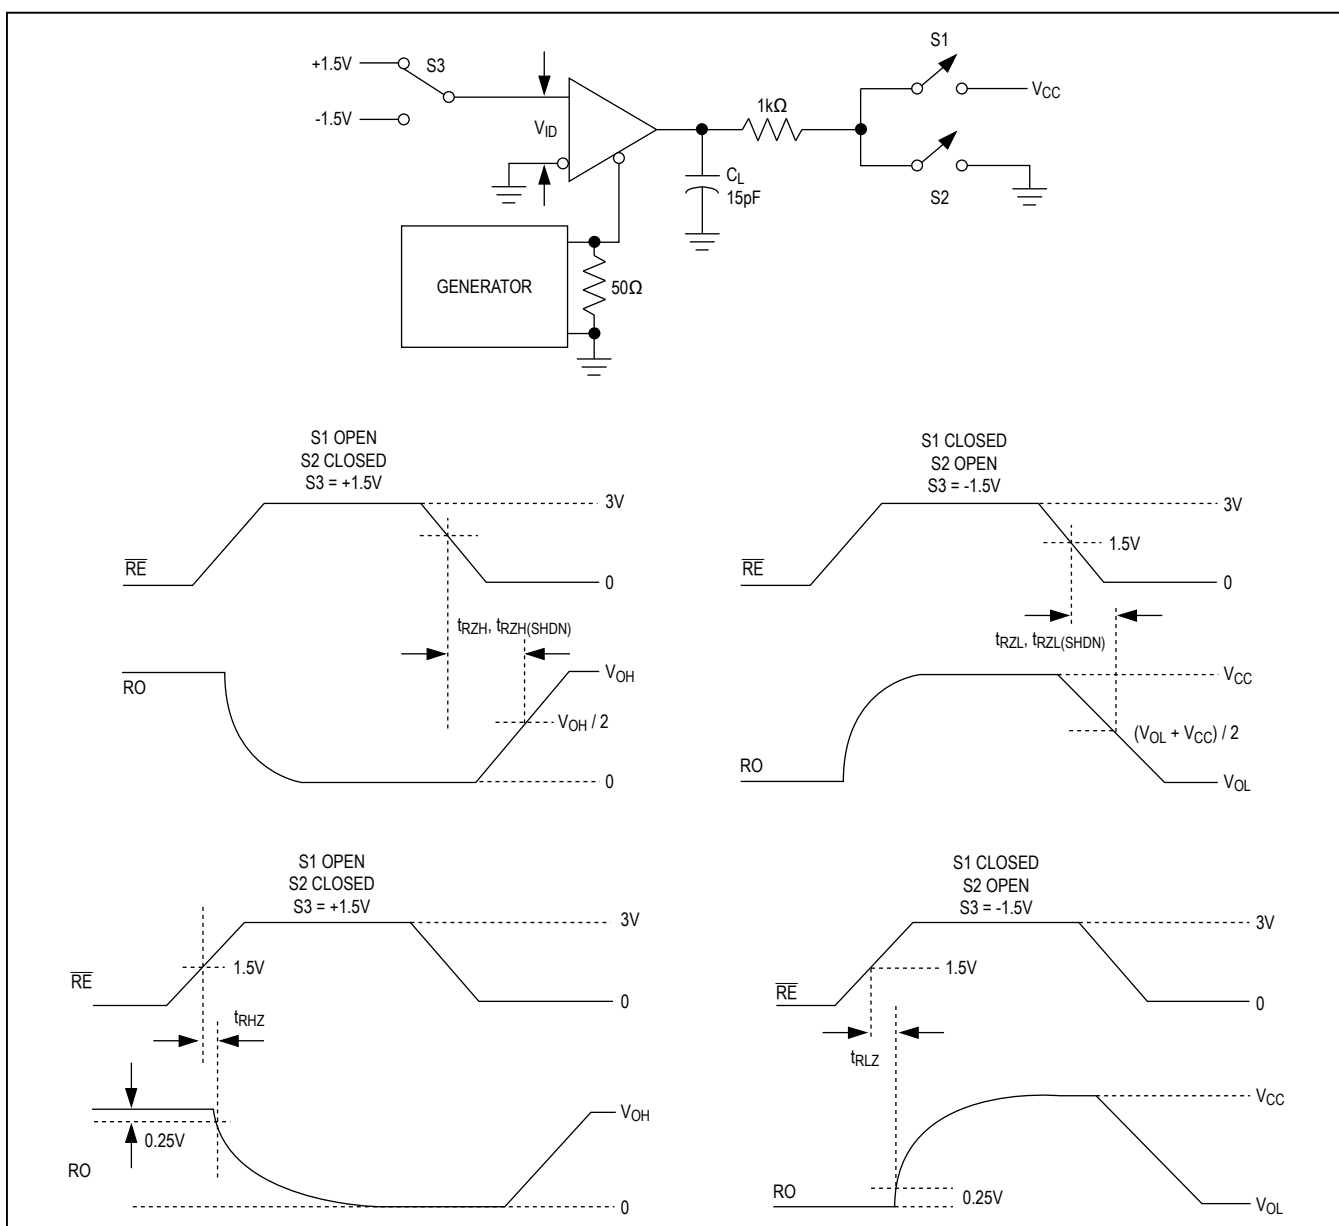 +1.5V
S3
-1.5V
V_ID
S1
1kΩ
V_CC
C_L
15pF
S2
GENERATOR
50Ω
S1 OPEN
S2 CLOSED
S3 = +1.5V
3V
RE
0
t_RZH, t_RZH(SHDN)
RO
V_OH
V_OH / 2
0
S1 CLOSED
S2 OPEN
S3 = -1.5V
3V
1.5V
RE
0
t_RZL, t_RZL(SHDN)
V_CC
(V_OL + V_CC) / 2
RO
V_OL
S1 OPEN
S2 CLOSED
S3 = +1.5V
3V
1.5V
RE
0
t_RHZ
V_OH
0.25V
RO
0
S1 CLOSED
S2 OPEN
S3 = -1.5V
3V
1.5V
RE
0
t_RLZ
V_CC
RO
0.25V
V_OL